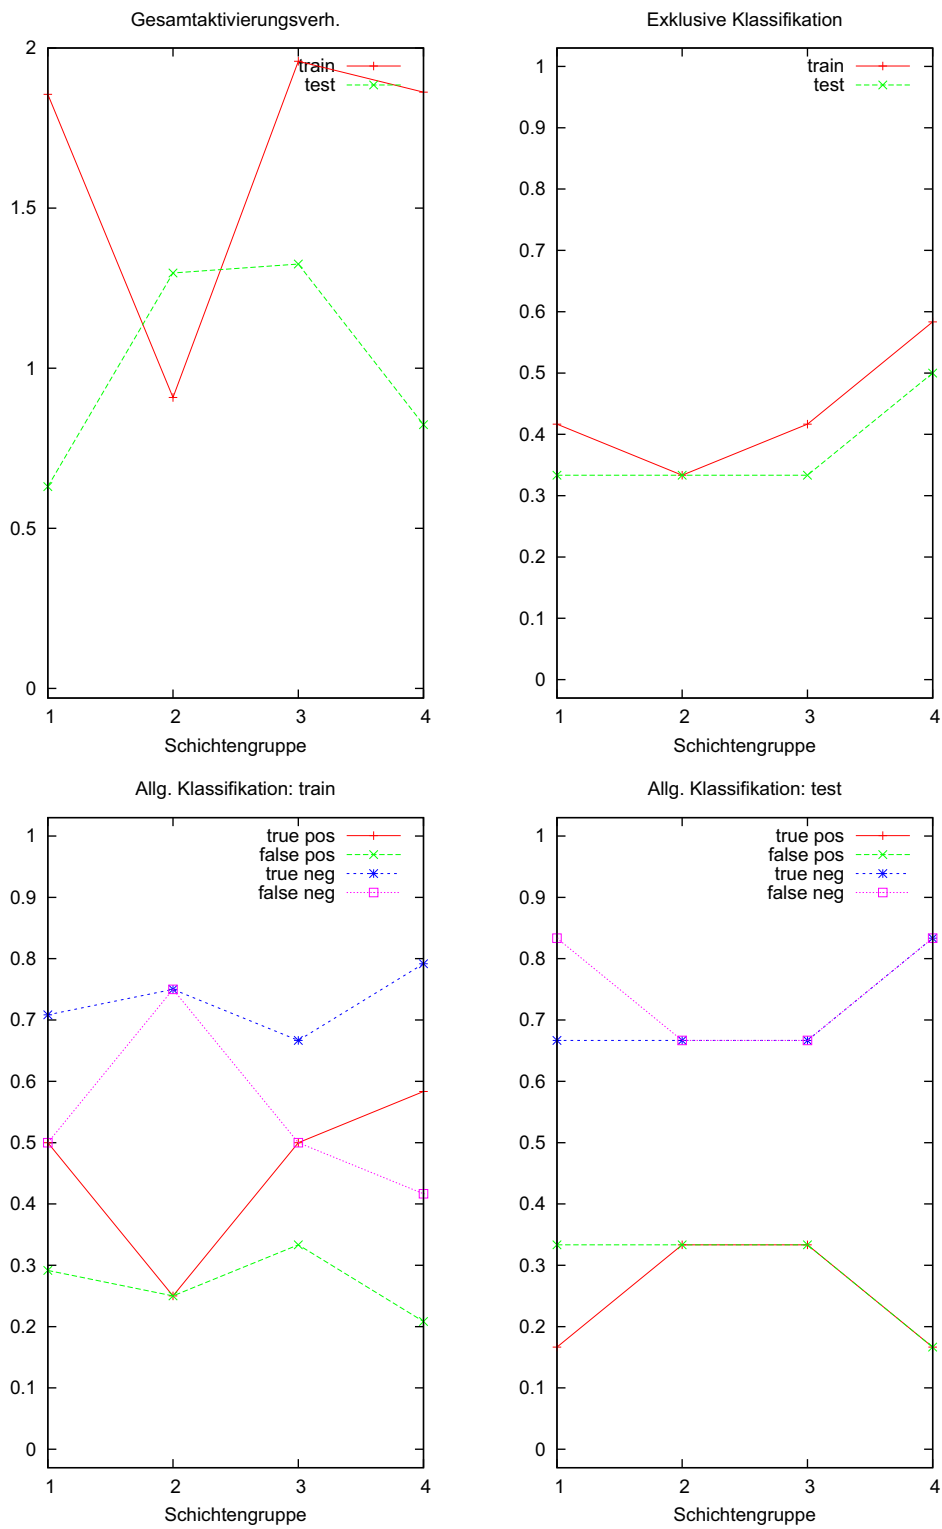 Gesamtaktivierungsverh.
train
test
2
1.5
1
0.5
0
1 2 3 4
Schichtengruppe
Exklusive Klassifikation
train
test
1
0.9
0.8
0.7
0.6
0.5
0.4
0.3
0.2
0.1
0
1 2 3 4
Schichtengruppe
Allg. Klassifikation: train
true pos
false pos
true neg
false neg
1
0.9
0.8
0.7
0.6
0.5
0.4
0.3
0.2
0.1
0
1 2 3 4
Schichtengruppe
Allg. Klassifikation: test
true pos
false pos
true neg
false neg
1
0.9
0.8
0.7
0.6
0.5
0.4
0.3
0.2
0.1
0
1 2 3 4
Schichtengruppe